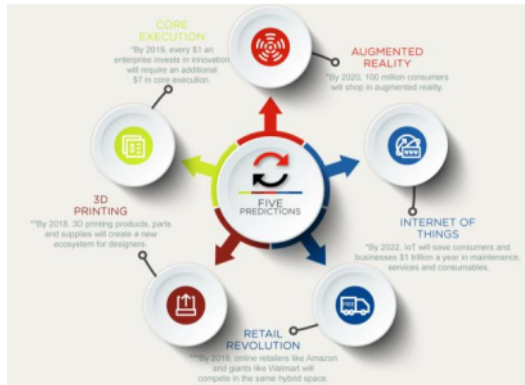 CORE
EXECUTION
"By 2019, every $1 an
enterprise invests in innovation
will require an additional
$7 in core execution.
AUGMENTED
REALITY
"By 2020, 100 million consumers
will shop in augmented reality.
FIVE
PREDICTIONS
3D
PRINTING
""By 2018, 3D printing products, parts
and supplies will create a new
ecosystem for designers.
INTERNET OF
THINGS
"By 2022, IoT will save consumers and
businesses $1 trillion a year in maintenance,
services and consumables.
RETAIL
REVOLUTION
By 2018, online retailers like Amazon
and giants like Walmart will
compete in the same hybrid space.